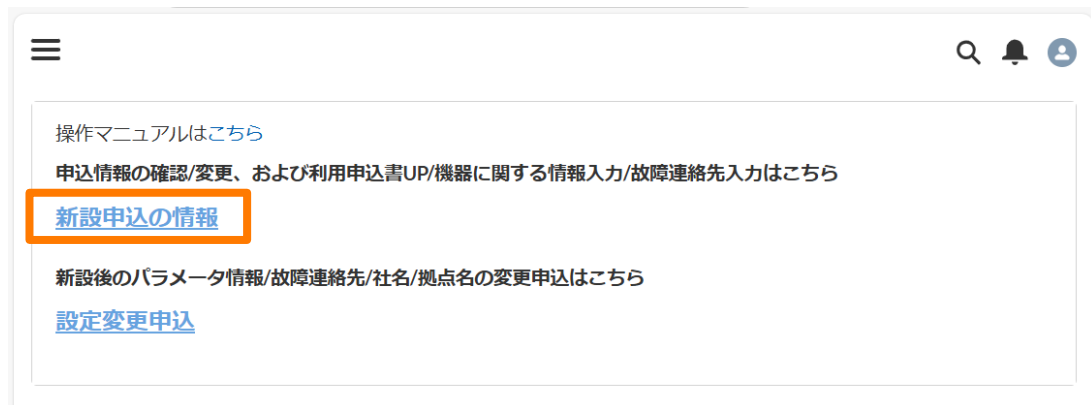 操作マニュアルはこちら
申込情報の確認/変更、および利用申込書UP/機器に関する情報入力/故障連絡先入力はこちら
新設申込の情報
新設後のパラメータ情報/故障連絡先/社名/拠点名の変更申込はこちら
設定変更申込